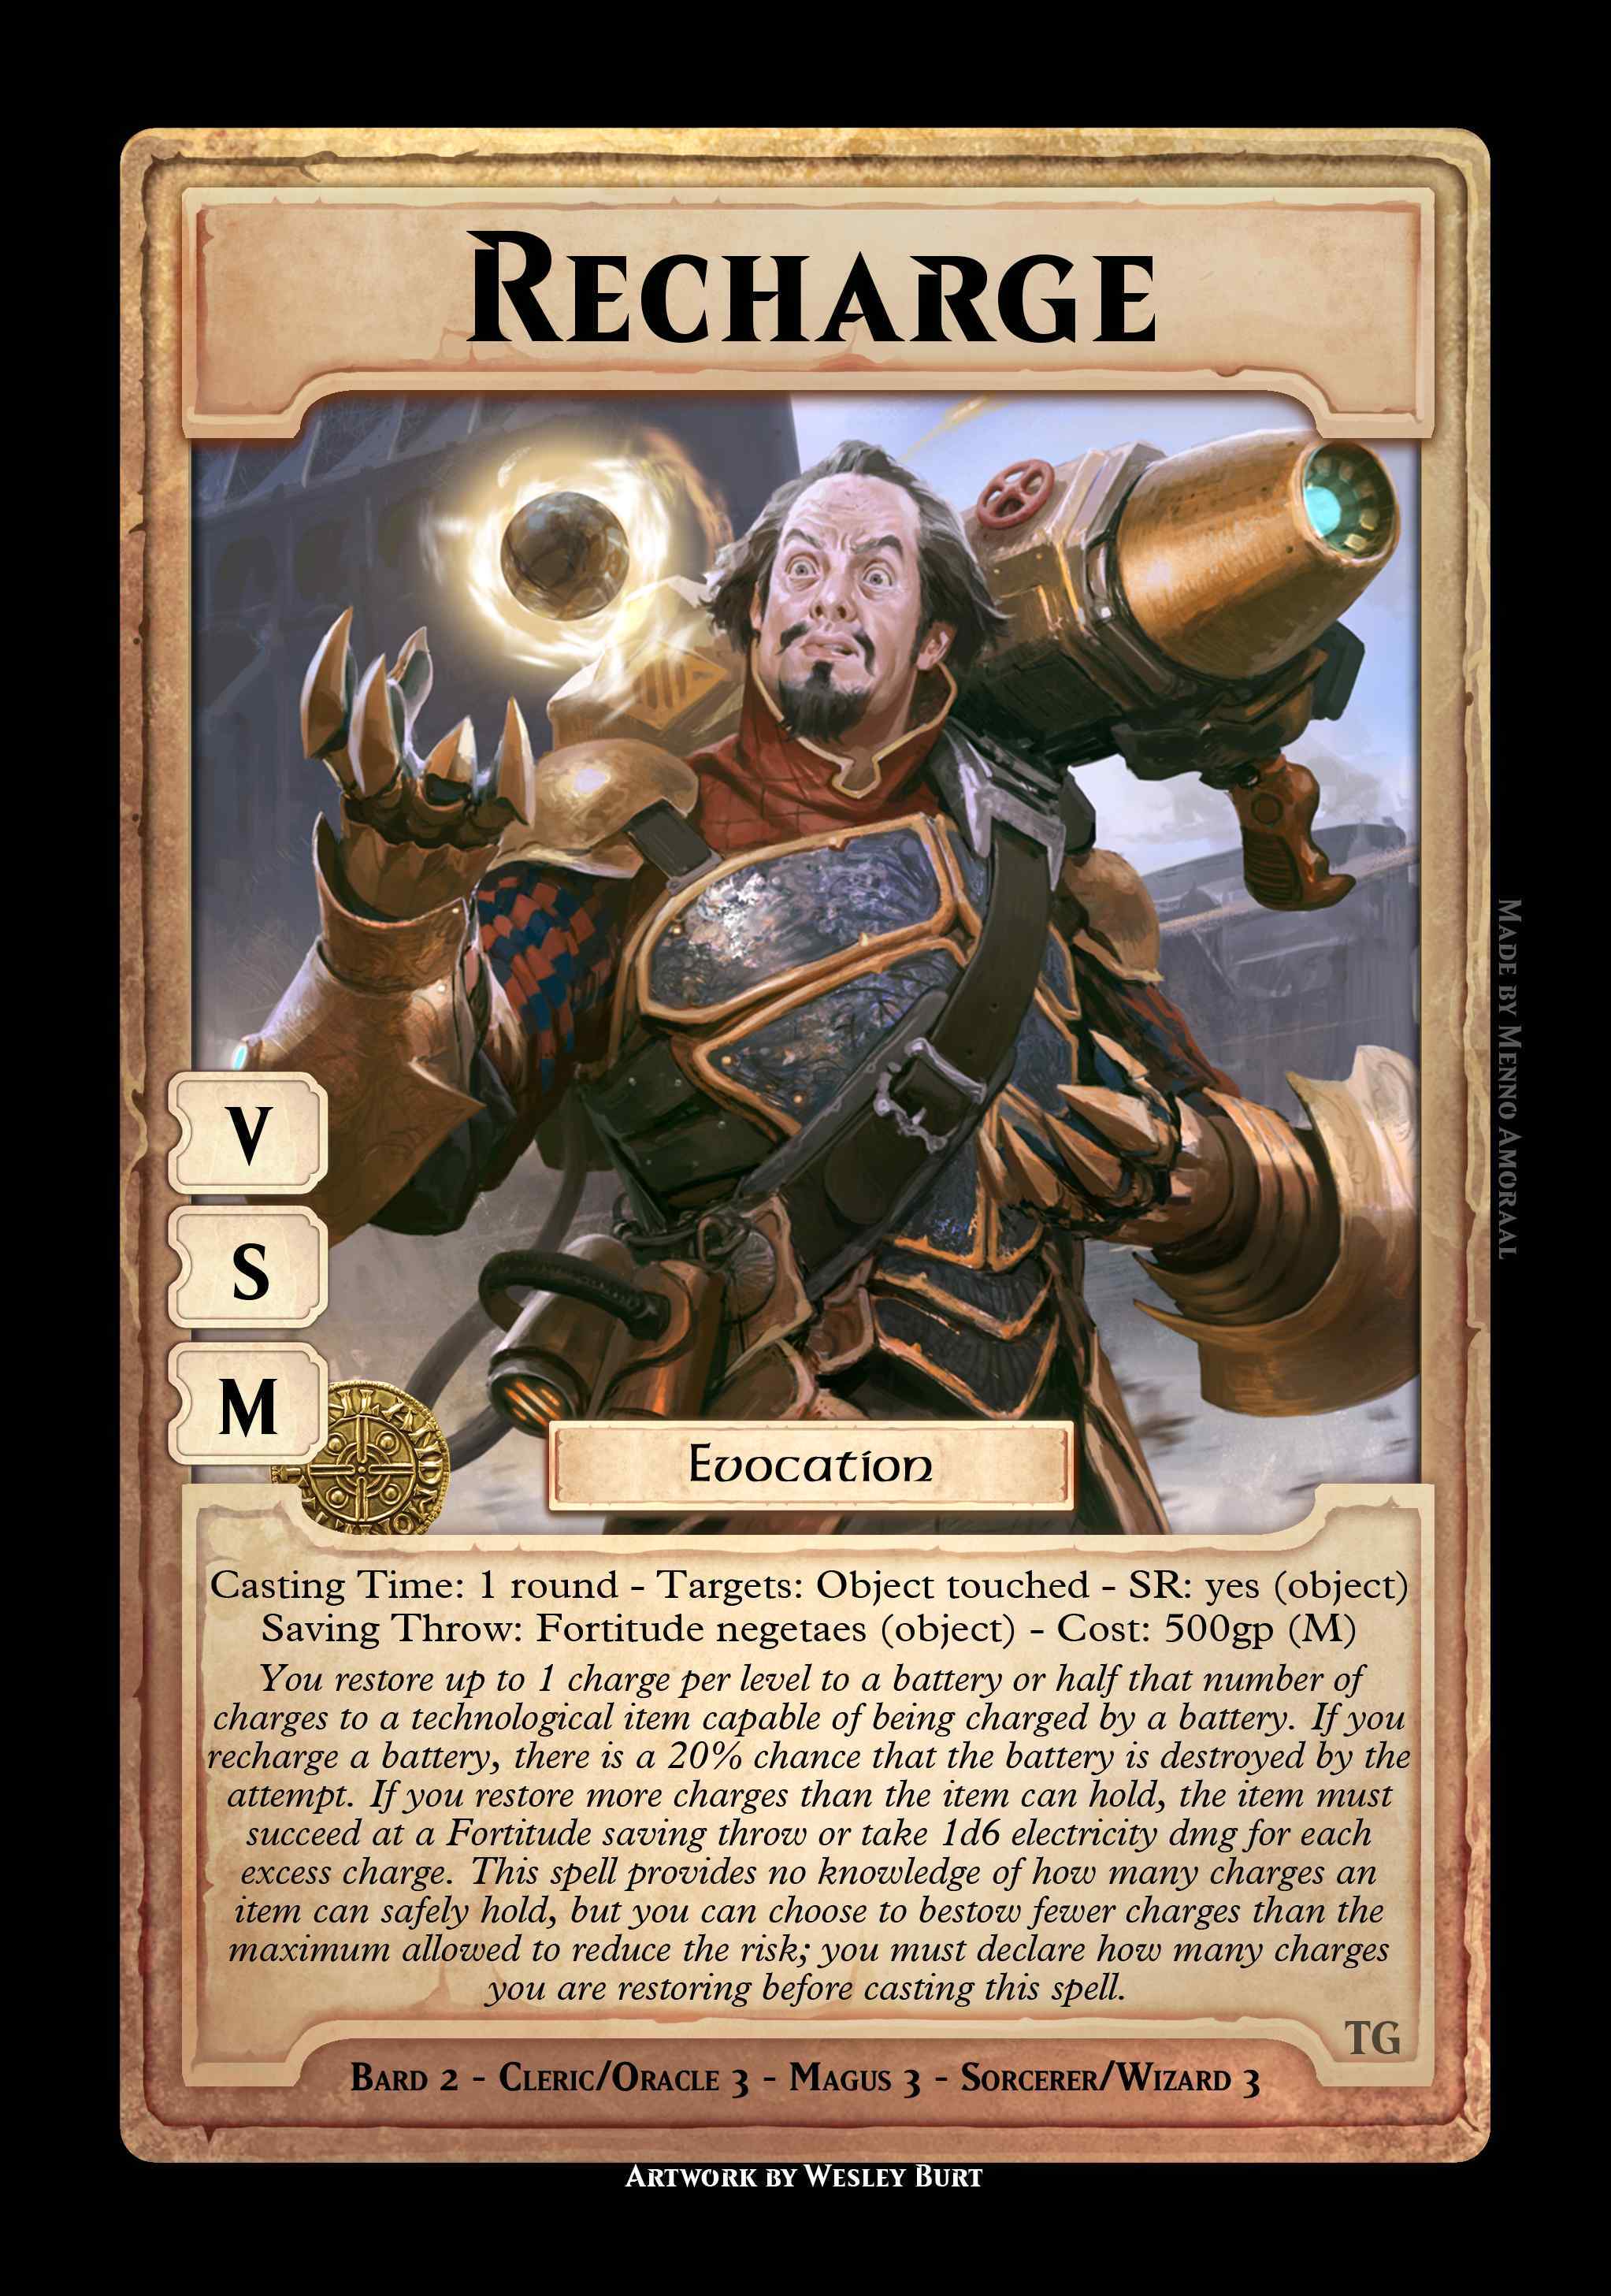 Recharge
V
S
M
Evocation
Casting Time: 1 round - Targets: Object touched - SR: yes (object)
Saving Throw: Fortitude negetaes (object) - Cost: 500gp (M)
You restore up to 1 charge per level to a battery or half that number of
charges to a technological item capable of being charged by a battery. If you
recharge a battery, there is a 20% chance that the battery is destroyed by the
attempt. If you restore more charges than the item can hold, the item must
succeed at a Fortitude saving throw or take 1d6 electricity dmg for each
excess charge. This spell provides no knowledge of how many charges an
item can safely hold, but you can choose to bestow fewer charges than the
maximum allowed to reduce the risk; you must declare how many charges
you are restoring before casting this spell.
TG
Bard 2 - Cleric/Oracle 3 - Magus 3 - Sorcerer/Wizard 3
Artwork by Wesley Burt
Made by Menno Amoraal